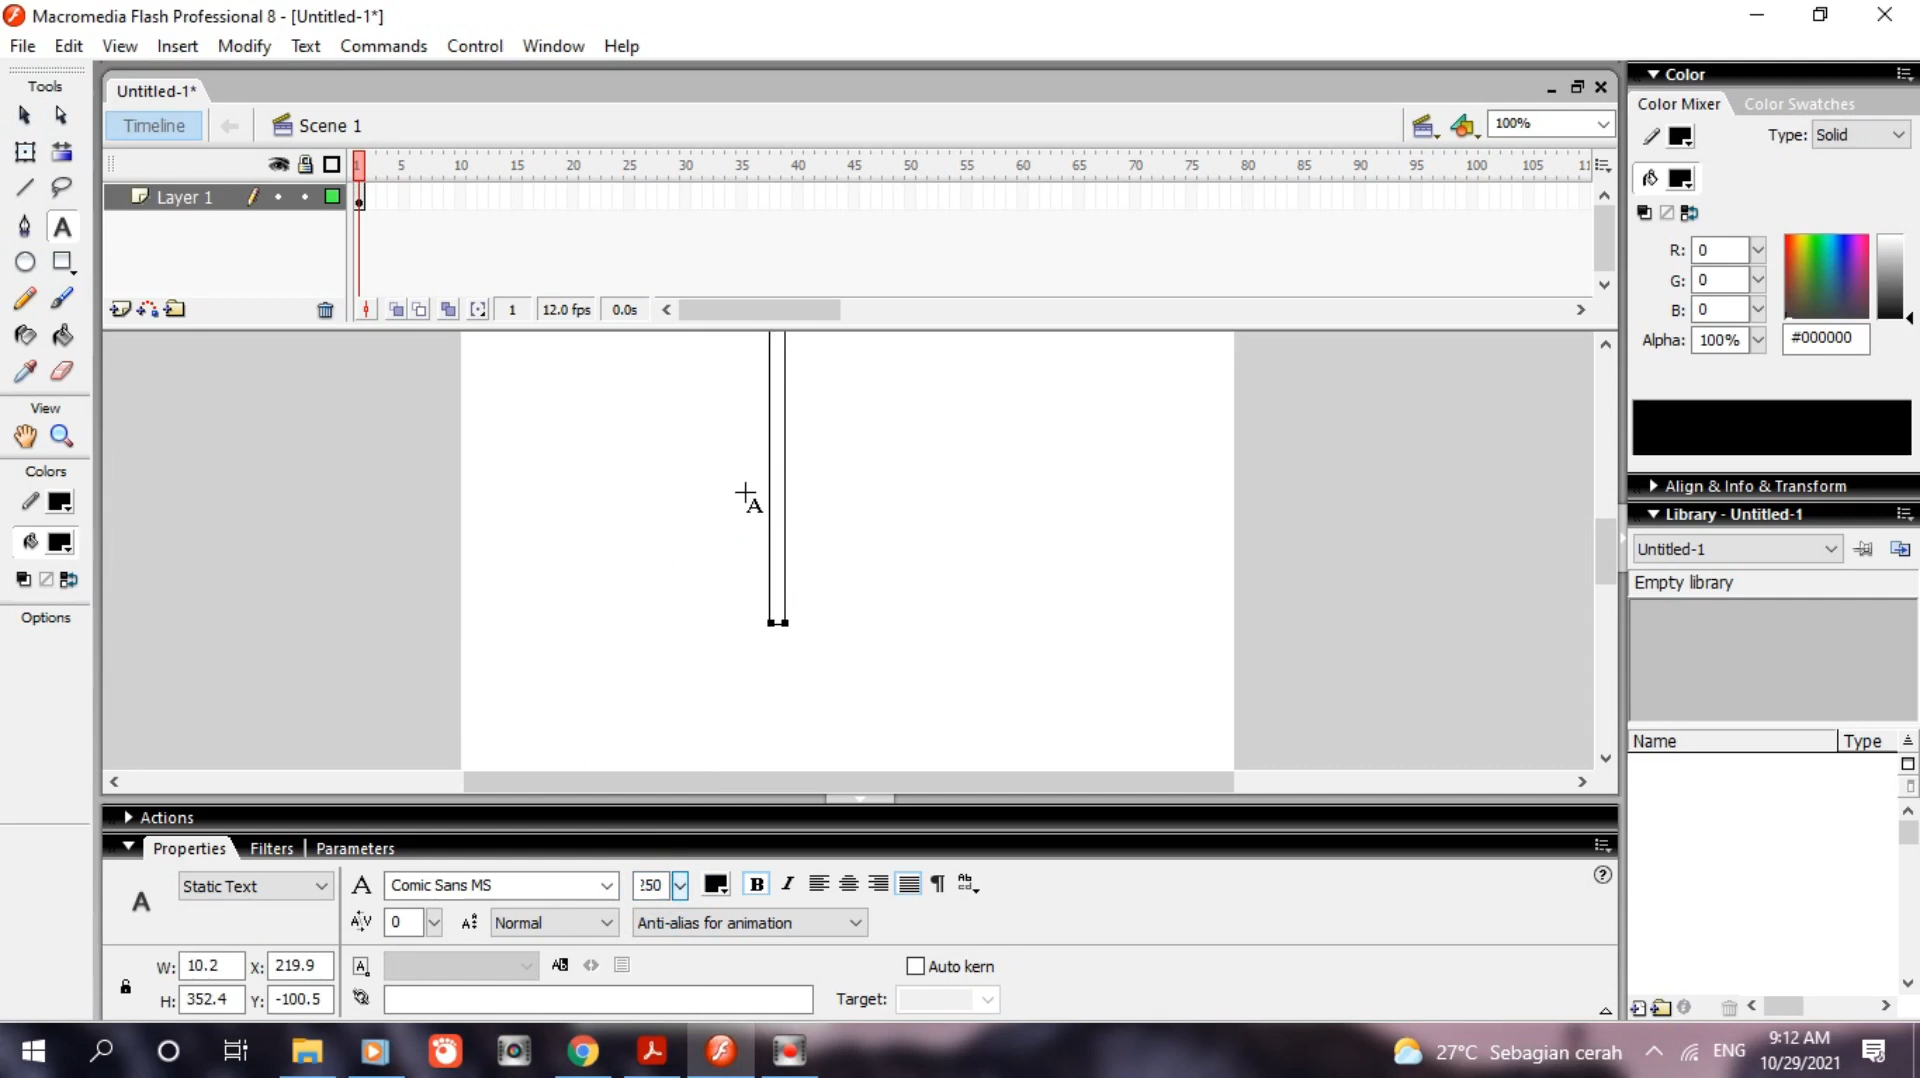 Macromedia Flash Professional 8 - [Untitled-1*]
File Edit View Insert Modify Text Commands Control Window Help
Tools
Untitled-1*
Timeline Scene 1 100%
1 5 10 15 20 25 30 35 40 45 50 55 60 65 70 75 80 85 90 95 100 105 11
Layer 1
1 12.0 fps 0.0s
View
Colors
Options
A
Color
Color Mixer Color Swatches
Type: Solid
R: 0
G: 0
B: 0
Alpha: 100% #000000
Align & Info & Transform
Library - Untitled-1
Untitled-1
Empty library
Name Type
Actions
Properties Filters Parameters
A Static Text A Comic Sans MS 250 B I
A|V 0 Normal Anti-alias for animation
W: 10.2 X: 219.9 Auto kern
H: 352.4 Y: -100.5 Target:
27°C Sebagian cerah ENG 9:12 AM
10/29/2021